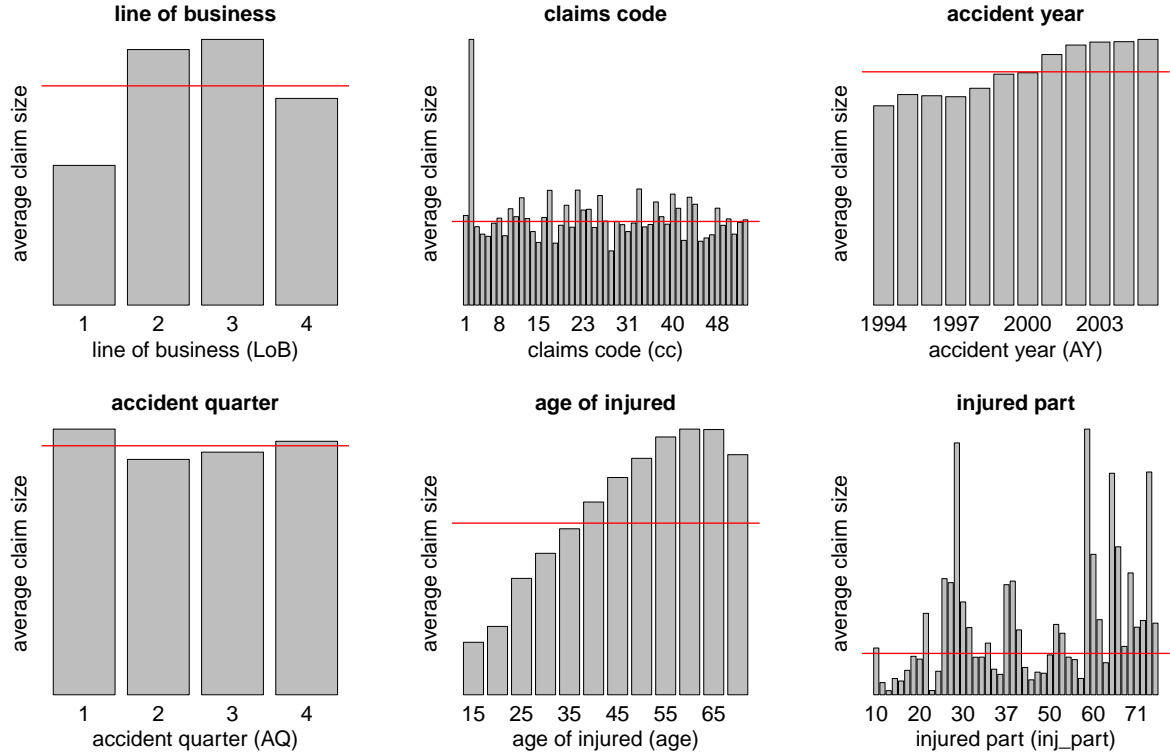 line of business
average claim size
1 2 3 4
line of business (LoB)
claims code
average claim size
1 8 15 23 31 40 48
claims code (cc)
accident year
average claim size
1994 1997 2000 2003
accident year (AY)
accident quarter
average claim size
1 2 3 4
accident quarter (AQ)
age of injured
average claim size
15 25 35 45 55 65
age of injured (age)
injured part
average claim size
10 20 30 37 50 60 71
injured part (inj_part)